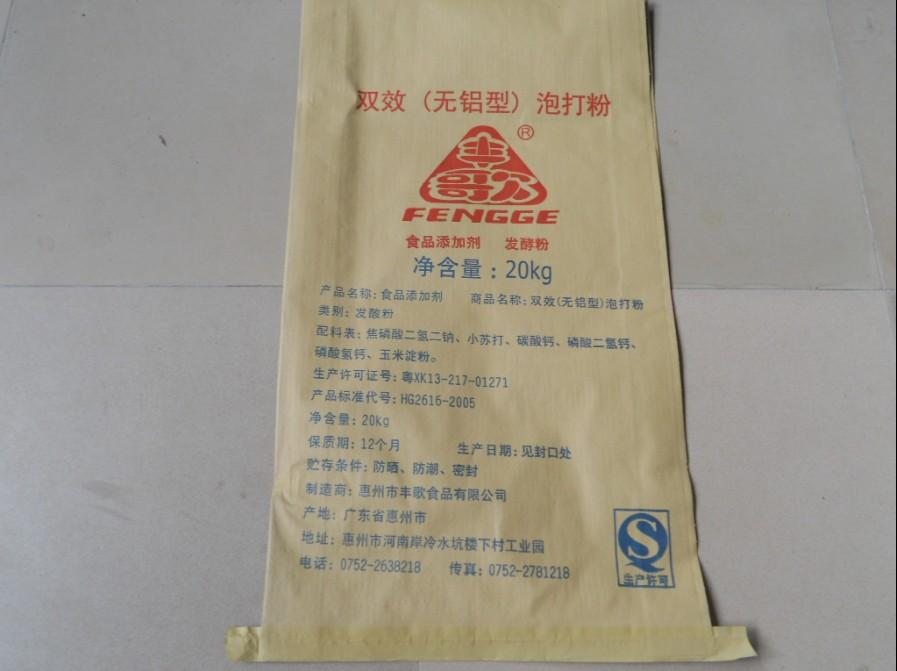 双效（无铝型）泡打粉
®
丰
歌
FENGGE
食品添加剂 发酵粉
净含量：20kg
产品名称：食品添加剂 商品名称：双效(无铝型)泡打粉
类别：发酸粉
配料表：焦磷酸二氢二钠、小苏打、碳酸钙、磷酸二氢钙、
磷酸氢钙、玉米淀粉。
生产许可证号：粤XK13-217-01271
产品标准代号：HG2616-2005
净含量：20kg
保质期：12个月 生产日期：见封口处
贮存条件：防晒、防潮、密封
制造商：惠州市丰歌食品有限公司
产地：广东省惠州市
地址：惠州市河南岸冷水坑楼下村工业园
电话：0752-2638218 传真：0752-2781218
生产许可